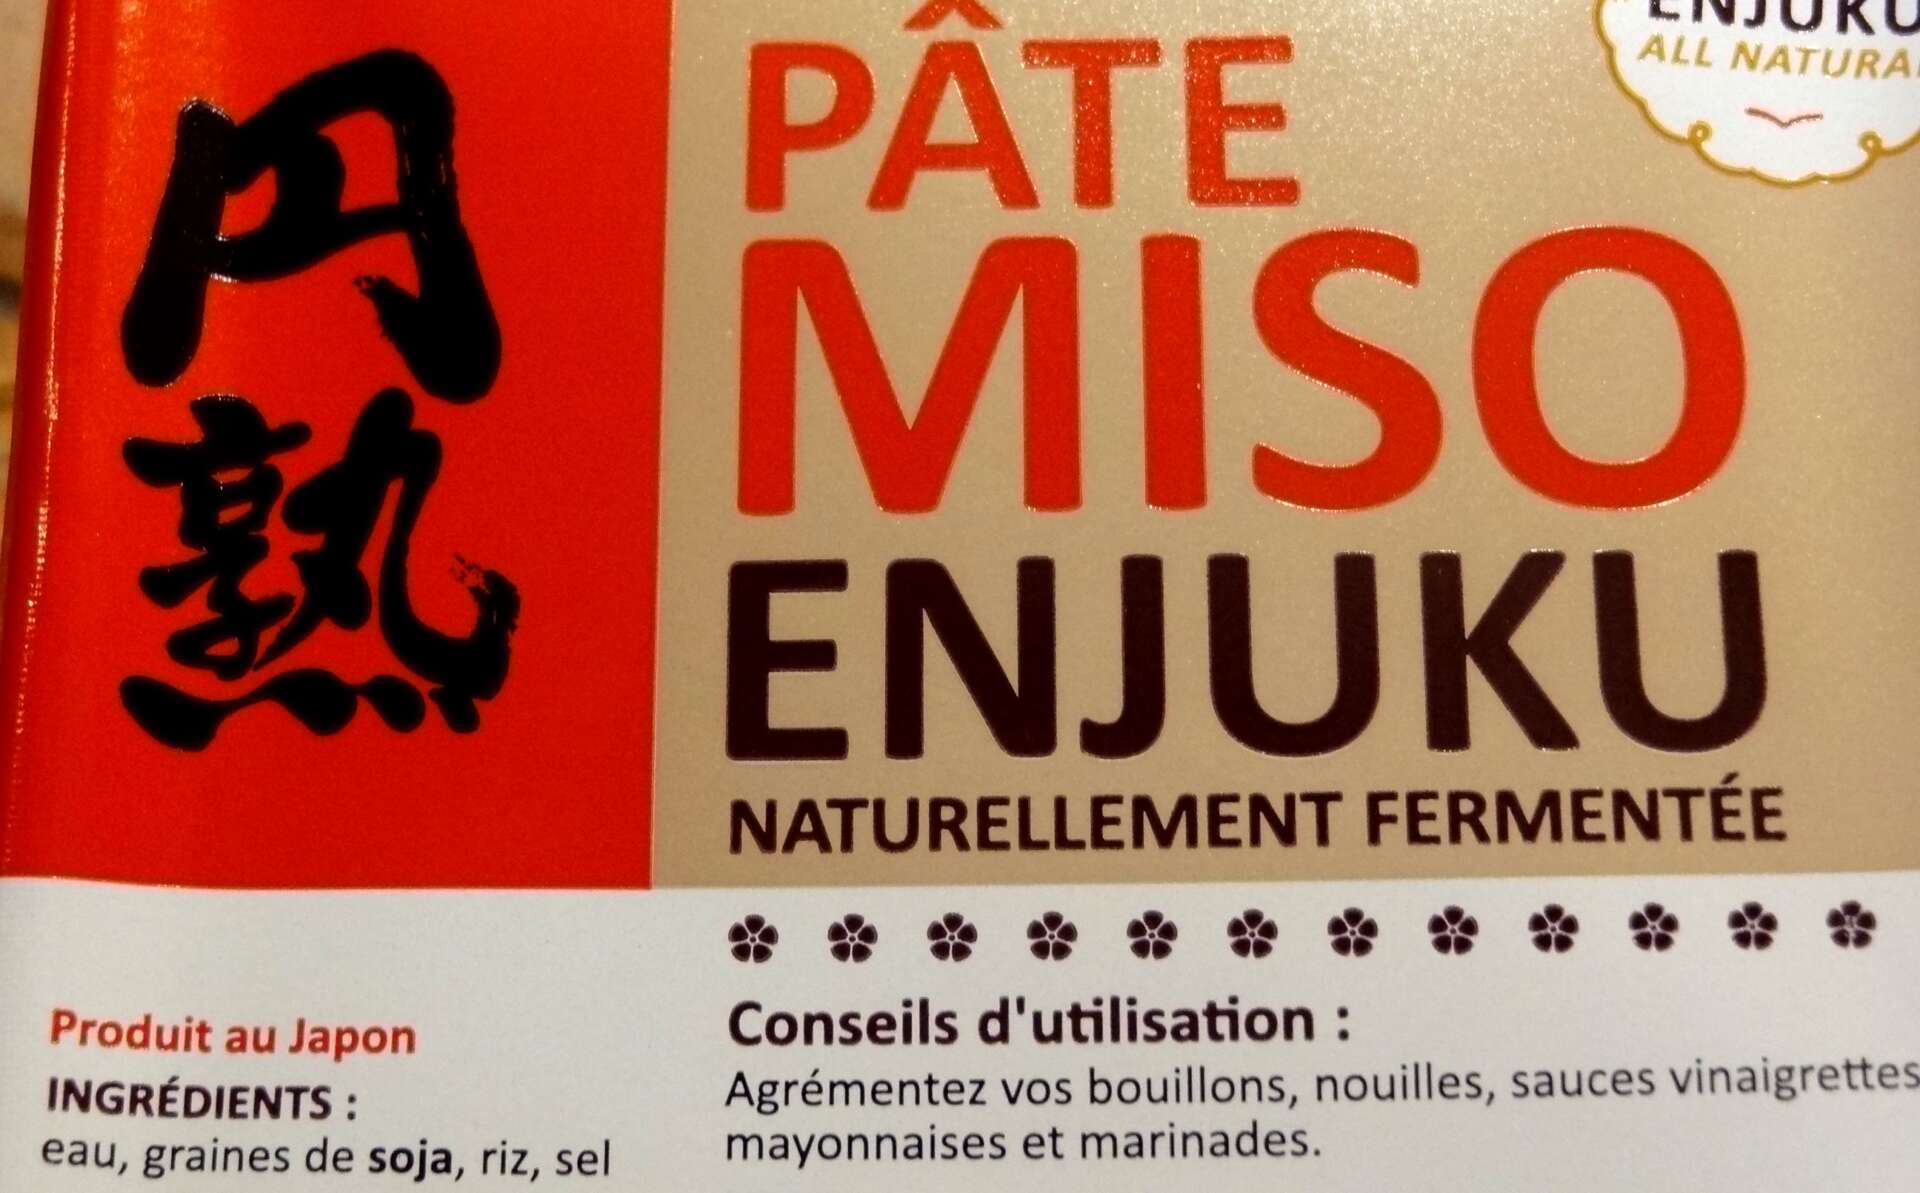 円熟
PÂTE
MISO
ENJUKU
NATURELLEMENT FERMENTÉE
ENJUKU
ALL NATURA
Produit au Japon
INGRÉDIENTS :
eau, graines de soja, riz, sel
Conseils d'utilisation :
Agrémentez vos bouillons, nouilles, sauces vinaigrettes
mayonnaises et marinades.